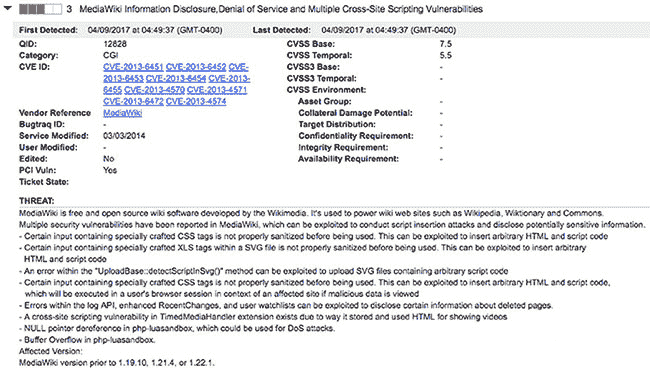 3 MediaWiki Information Disclosure,Denial of Service and Multiple Cross-Site Scripting Vulnerabilities
First Detected: 04/09/2017 at 04:49:37 (GMT-0400) Last Detected: 04/09/2017 at 04:49:37 (GMT-0400)
QID: 12828 CVSS Base: 7.5
Category: CGI CVSS Temporal: 5.5
CVE ID: CVE-2013-6451 CVE-2013-6452 CVE- CVSS3 Base: -
2013-6453 CVE-2013-6454 CVE-2013- CVSS3 Temporal: -
6455 CVE-2013-4570 CVE-2013-4571 CVSS Environment:
CVE-2013-6472 CVE-2013-4574 Asset Group: -
Vendor Reference MediaWiki Collateral Damage Potential: -
Bugtraq ID: - Target Distribution: -
Service Modified: 03/03/2014 Confidentiality Requirement: -
User Modified: - Integrity Requirement: -
Edited: No Availability Requirement: -
PCI Vuln: Yes
Ticket State:
THREAT:
MediaWiki is free and open source wiki software developed by the Wikimedia. It's used to power wiki web sites such as Wikipedia, Wiktionary and Commons.
Multiple security vulnerabilities have been reported in MediaWiki, which can be exploited to conduct script insertion attacks and disclose potentially sensitive information.
- Certain input containing specially crafted CSS tags is not properly sanitized before being used. This can be exploited to insert arbitrary HTML and script code
- Certain input containing specially crafted XLS tags within a SVG file is not properly sanitized before being used. This can be exploited to insert arbitrary
HTML and script code
- An error within the "UploadBase::detectScriptInSvg()" method can be exploited to upload SVG files containing arbitrary script code
- Certain input containing specially crafted CSS tags is not properly sanitized before being used. This can be exploited to insert arbitrary HTML and script code,
which will be executed in a user's browser session in context of an affected site if malicious data is viewed
- Errors within the log API, enhanced RecentChanges, and user watchlists can be exploited to disclose certain information about deleted pages.
- A cross-site scripting vulnerability in TimedMediaHandler extension exists due to way it stored and used HTML for showing videos
- NULL pointer dereference in php-luasandbox, which could be used for DoS attacks.
- Buffer Overflow in php-luasandbox.
Affected Version:
MediaWiki version prior to 1.19.10, 1.21.4, or 1.22.1.